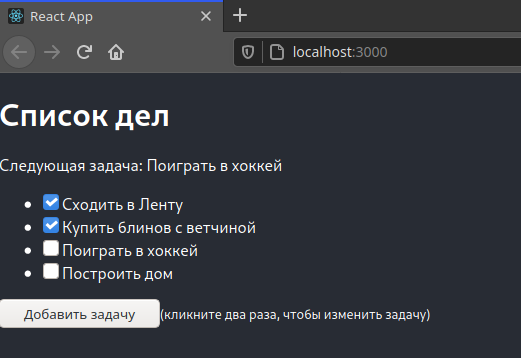 React App
localhost:3000
Список дел
Следующая задача: Поиграть в хоккей
Сходить в Ленту
Купить блинов с ветчиной
Поиграть в хоккей
Построить дом
Добавить задачу (кликните два раза, чтобы изменить задачу)